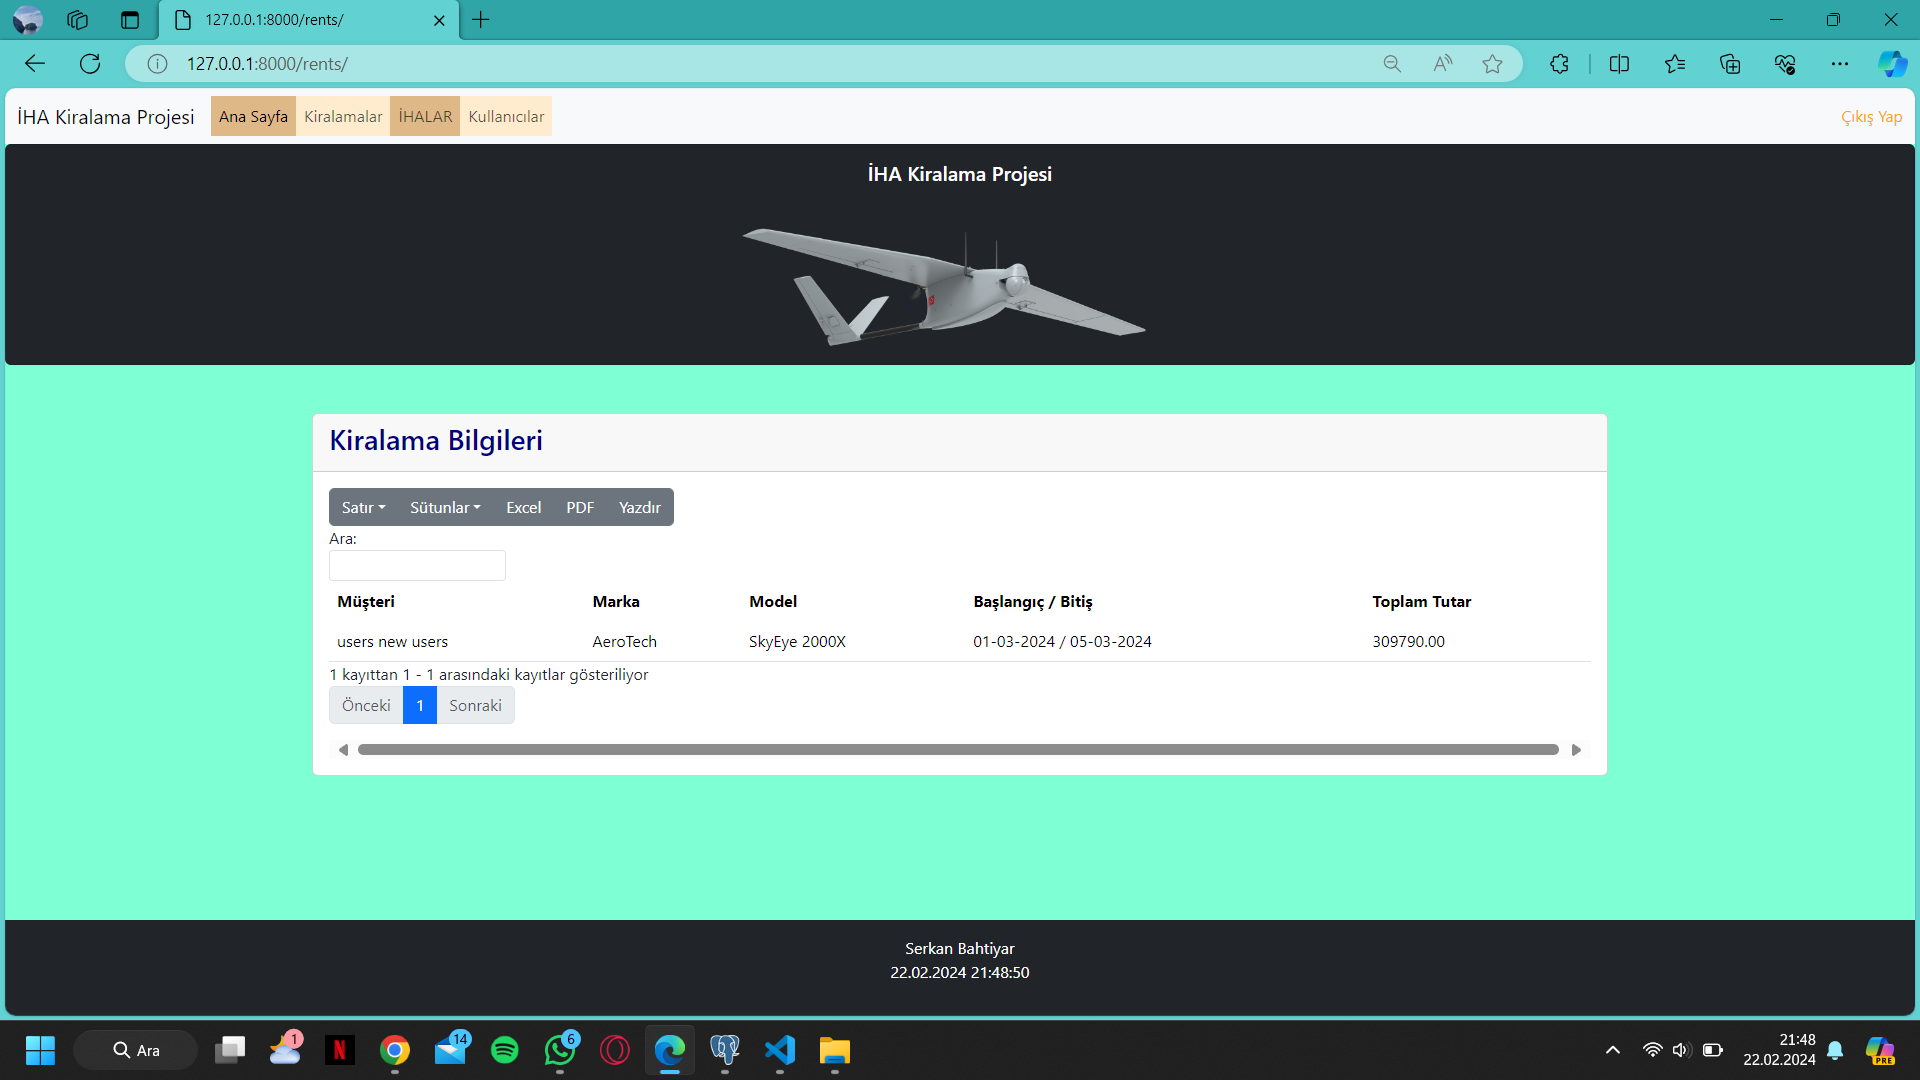 127.0.0.1:8000/rents/
127.0.0.1:8000/rents/
İHA Kiralama Projesi Ana Sayfa Kiralamalar İHALAR Kullanıcılar Çıkış Yap
İHA Kiralama Projesi
Kiralama Bilgileri
Satır Sütunlar Excel PDF Yazdır
Ara:
Müşteri Marka Model Başlangıç / Bitiş Toplam Tutar
users new users AeroTech SkyEye 2000X 01-03-2024 / 05-03-2024 309790.00
1 kayıttan 1 - 1 arasındaki kayıtlar gösteriliyor
Önceki 1 Sonraki
Serkan Bahtiyar
22.02.2024 21:48:50
Ara 1 N 14 6 21:48
22.02.2024
PRE